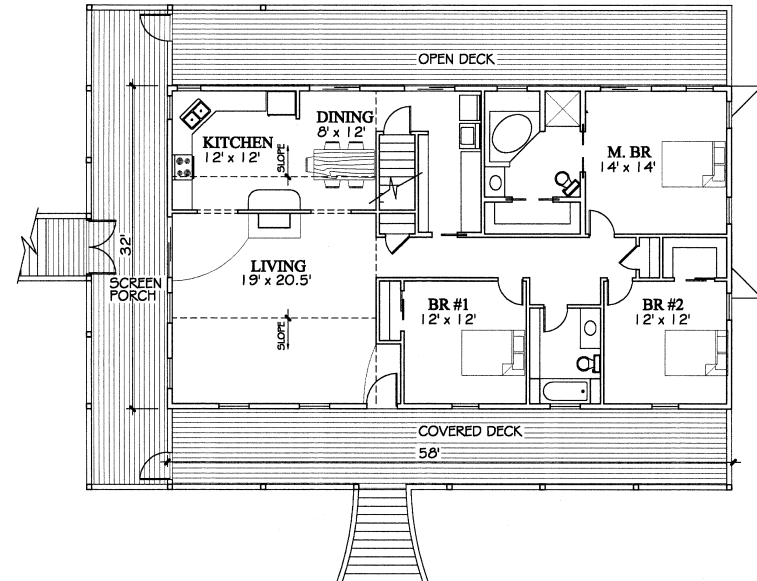 OPEN DECK
DINING
8' x 12'
KITCHEN
12' x 12'
SLOPE
M. BR
14' x 14'
32'
SCREEN
PORCH
LIVING
19' x 20.5'
SLOPE
BR #1
12' x 12'
BR #2
12' x 12'
COVERED DECK
58'